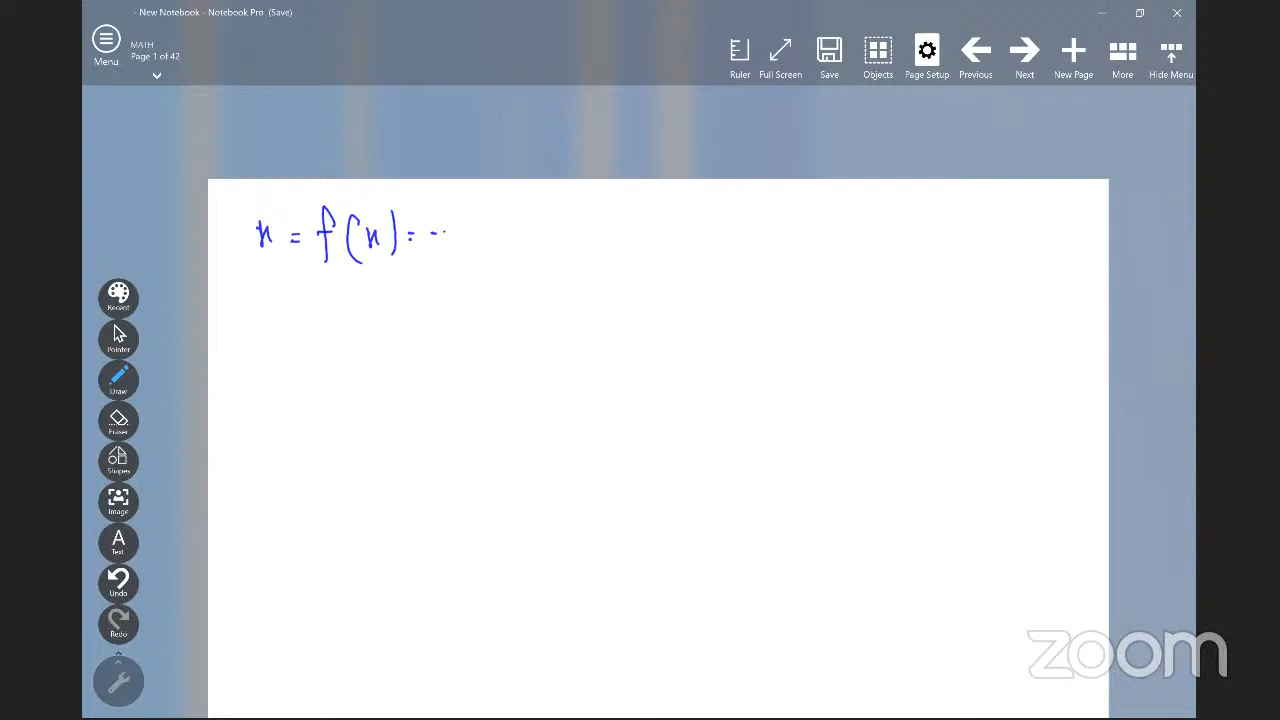 - New Notebook - Notebook Pro (Save)
Menu
MATH
Page 1 of 42
Ruler
Full Screen
Save
Objects
Page Setup
Previous
Next
New Page
More
Hide Menu
x = f(x) = --
Recent
Pointer
Draw
Eraser
Shapes
Image
A
Text
Undo
Redo
zoom